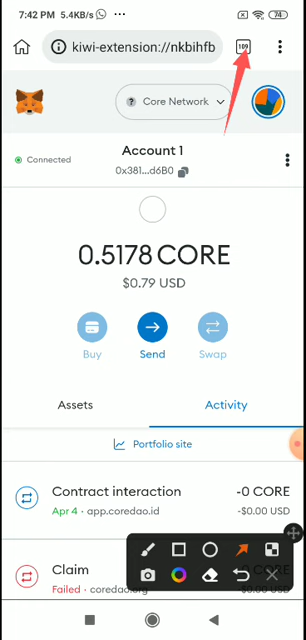 7:42 PM 5.4KB/s 74
kiwi-extension://nkbihfb 109
? Core Network
Connected
Account 1
0x381...d6B0
0.5178 CORE
$0.79 USD
Buy Send Swap
Assets Activity
Portfolio site
Contract interaction -0 CORE
Apr 4 · app.coredao.id -$0.00 USD
Claim
Failed · coredao.org